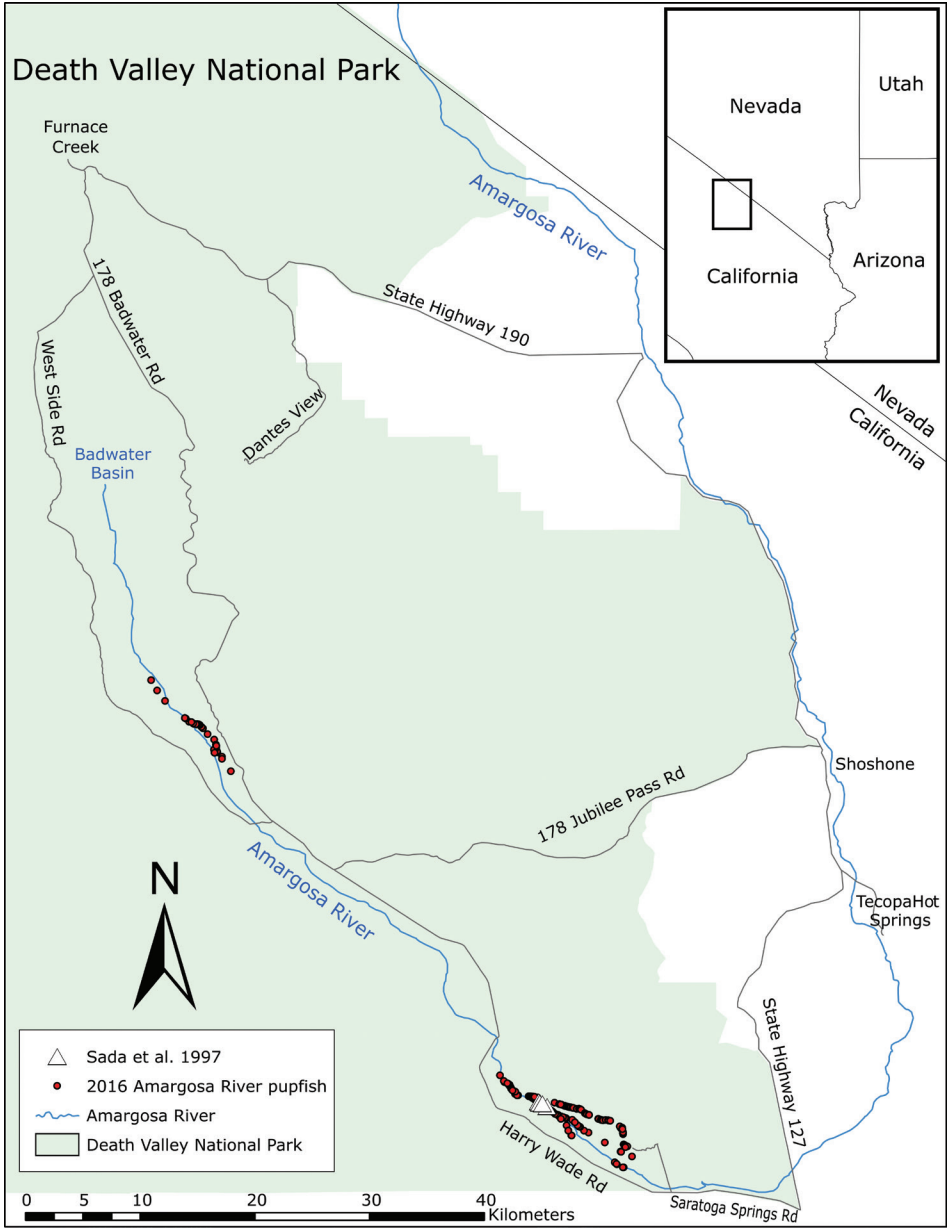 Death Valley National Park
Furnace
Creek
Amargosa River
Nevada
Utah
California
Arizona
178 Badwater Rd
State Highway 190
West Side Rd
Dantes View
Nevada
California
Badwater
Basin
Shoshone
178 Jubilee Pass Rd
Amargosa River
N
TecopaHot
Springs
State Highway 127
Sada et al. 1997
2016 Amargosa River pupfish
Amargosa River
Death Valley National Park
Harry Wade Rd
Saratoga Springs Rd
0 5 10 20 30 40
Kilometers